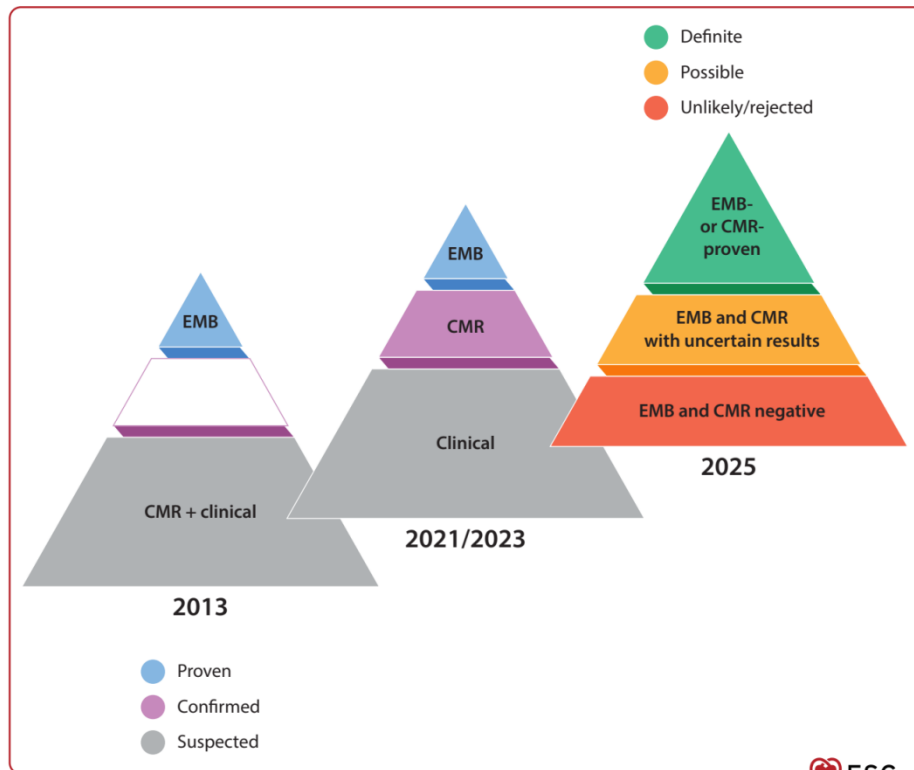 Definite
Possible
Unlikely/rejected
EMB-
or CMR-
proven
EMB and CMR
with uncertain results
EMB and CMR negative
2025
EMB
CMR
Clinical
2021/2023
EMB
CMR + clinical
2013
Proven
Confirmed
Suspected
ESC